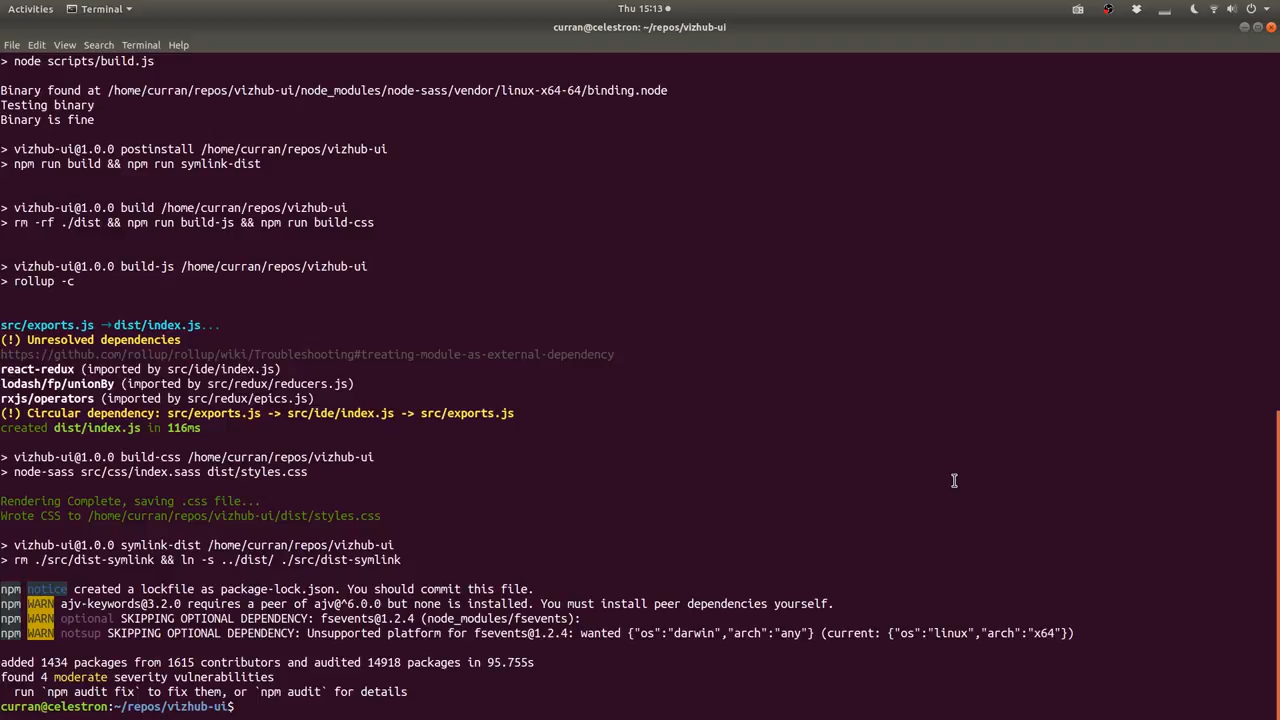 Activities Terminal Thu 15:13
curran@celestron: ~/repos/vizhub-ui
File Edit View Search Terminal Help
> node scripts/build.js
Binary found at /home/curran/repos/vizhub-ui/node_modules/node-sass/vendor/linux-x64-64/binding.node
Testing binary
Binary is fine
> vizhub-ui@1.0.0 postinstall /home/curran/repos/vizhub-ui
> npm run build && npm run symlink-dist
> vizhub-ui@1.0.0 build /home/curran/repos/vizhub-ui
> rm -rf ./dist && npm run build-js && npm run build-css
> vizhub-ui@1.0.0 build-js /home/curran/repos/vizhub-ui
> rollup -c
src/exports.js → dist/index.js...
(!) Unresolved dependencies
https://github.com/rollup/rollup/wiki/Troubleshooting#treating-module-as-external-dependency
react-redux (imported by src/ide/index.js)
lodash/fp/unionBy (imported by src/redux/reducers.js)
rxjs/operators (imported by src/redux/epics.js)
(!) Circular dependency: src/exports.js -> src/ide/index.js -> src/exports.js
created dist/index.js in 116ms
> vizhub-ui@1.0.0 build-css /home/curran/repos/vizhub-ui
> node-sass src/css/index.sass dist/styles.css
Rendering Complete, saving .css file...
Wrote CSS to /home/curran/repos/vizhub-ui/dist/styles.css
> vizhub-ui@1.0.0 symlink-dist /home/curran/repos/vizhub-ui
> rm ./src/dist-symlink && ln -s ../dist/ ./src/dist-symlink
npm notice created a lockfile as package-lock.json. You should commit this file.
npm WARN ajv-keywords@3.2.0 requires a peer of ajv@^6.0.0 but none is installed. You must install peer dependencies yourself.
npm WARN optional SKIPPING OPTIONAL DEPENDENCY: fsevents@1.2.4 (node_modules/fsevents):
npm WARN notsup SKIPPING OPTIONAL DEPENDENCY: Unsupported platform for fsevents@1.2.4: wanted {"os":"darwin","arch":"any"} (current: {"os":"linux","arch":"x64"})
added 1434 packages from 1615 contributors and audited 14918 packages in 95.755s
found 4 moderate severity vulnerabilities
run `npm audit fix` to fix them, or `npm audit` for details
curran@celestron:~/repos/vizhub-ui$